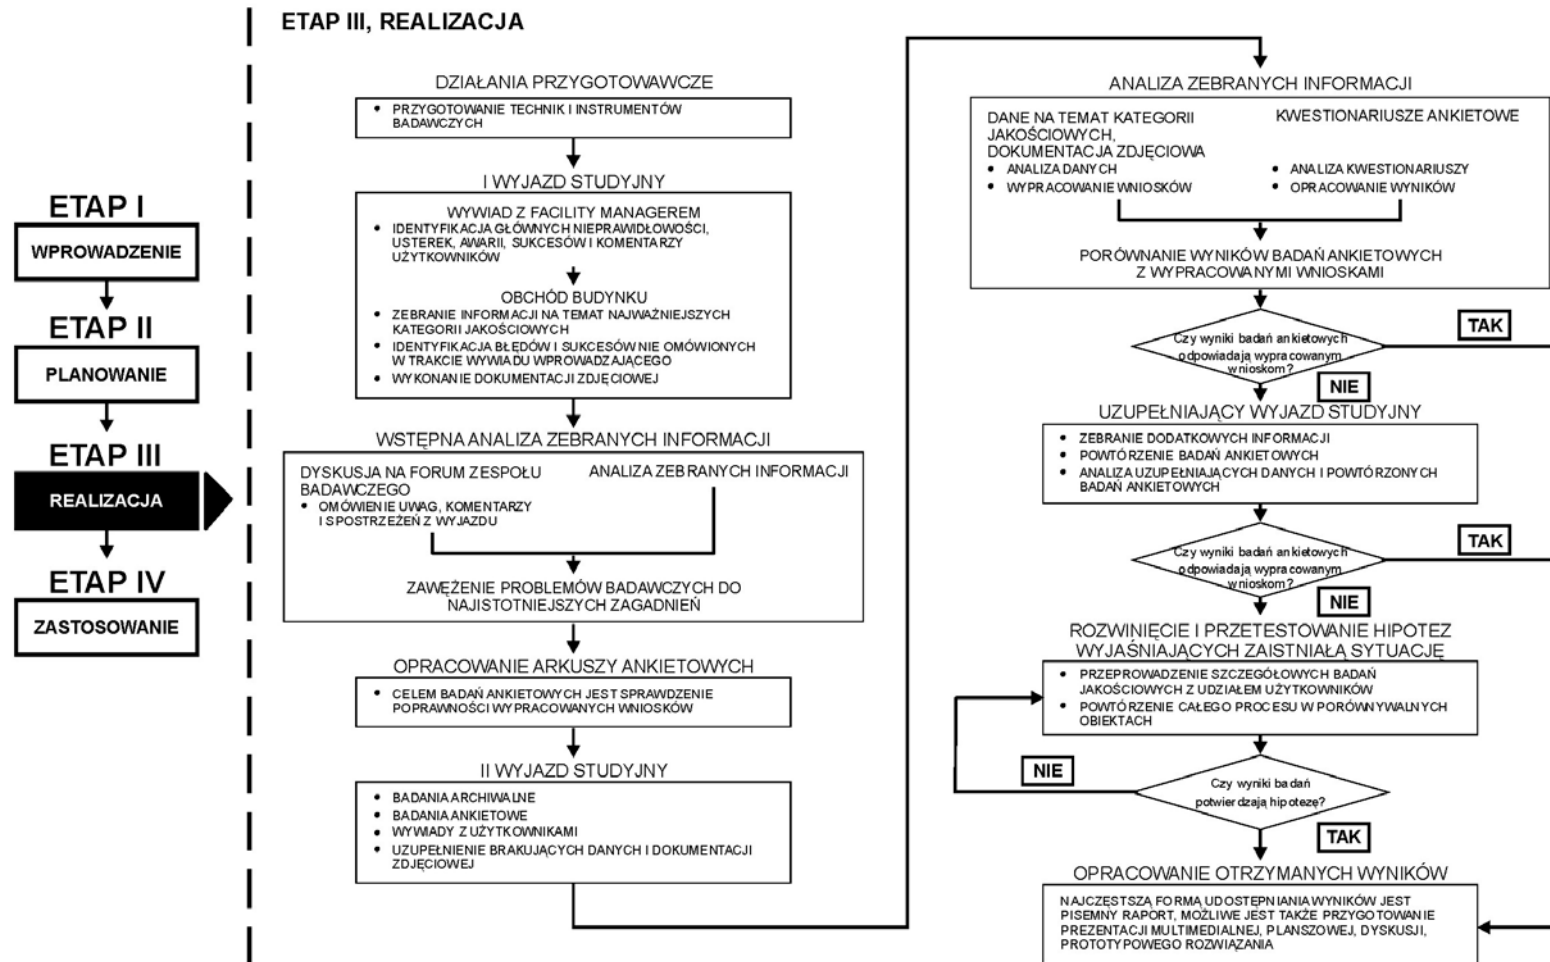 ETAP I
WPROWADZENIE
ETAP II
PLANOWANIE
ETAP III
REALIZACJA
ETAP IV
ZASTOSOWANIE
ETAP III, REALIZACJA
DZIAŁANIA PRZYGOTOWAWCZE
• PRZYGOTOWANIE TECHNIK I INSTRUMENTÓW
BADAWCZYCH
I WYJAZD STUDYJNY
WYWIAD Z FACILITY MANAGEREM
• IDENTYFIKACJA GŁÓWNYCH NIEPRAWIDŁOWOŚCI,
USTEREK, AWARII, SUKCESÓW I KOMENTARZY
UŻYTKOWNIKÓW
OBCHÓD BUDYNKU
• ZEBRANIE INFORMACJI NA TEMAT NAJWAŻNIEJSZYCH
KATEGORII JAKOŚCIOWYCH
• IDENTYFIKACJA BŁĘDÓW I SUKCESÓW NIE OMÓWIONYCH
W TRAKCIE WYWIADU WPROWADZAJĄCEGO
• WYKONANIE DOKUMENTACJI ZDJĘCIOWEJ
WSTĘPNA ANALIZA ZEBRANYCH INFORMACJI
DYSKUSJA NA FORUM ZESPOŁU
BADAWCZEGO
• OMÓWIENIE UWAG, KOMENTARZY
I SPOSTRZEŻEŃ Z WYJAZDU
ANALIZA ZEBRANYCH INFORMACJI
ZAWĘŻENIE PROBLEMÓW BADAWCZYCH DO
NAJISTOTNIEJSZYCH ZAGADNIEŃ
OPRACOWANIE ARKUSZY ANKIETOWYCH
• CELEM BADAŃ ANKIETOWYCH JEST SPRAWDZENIE
POPRAWNOŚCI WYPRACOWANYCH WNIOSKÓW
II WYJAZD STUDYJNY
• BADANIA ARCHIWALNE
• BADANIA ANKIETOWE
• WYWIADY Z UŻYTKOWNIKAMI
• UZUPEŁNIENIE BRAKUJĄCYCH DANYCH I DOKUMENTACJI
ZDJĘCIOWEJ
ANALIZA ZEBRANYCH INFORMACJI
DANE NA TEMAT KATEGORII
JAKOŚCIOWYCH,
DOKUMENTACJA ZDJĘCIOWA
• ANALIZA DANYCH
• WYPRACOWANIE WNIOSKÓW
KWESTIONARIUSZE ANKIETOWE
• ANALIZA KWESTIONARIUSZY
• OPRACOWANIE WYNIKÓW
PORÓWNANIE WYNIKÓW BADAŃ ANKIETOWYCH
Z WYPRACOWANYMI WNIOSKAMI
Czy wyniki badań ankietowych
odpowiadają wypracowanym
wnioskom?
TAK
NIE
UZUPEŁNIAJĄCY WYJAZD STUDYJNY
• ZEBRANIE DODATKOWYCH INFORMACJI
• POWTÓRZENIE BADAŃ ANKIETOWYCH
• ANALIZA UZUPEŁNIAJĄCYCH DANYCH I POWTÓRZONYCH
BADAŃ ANKIETOWYCH
Czy wyniki badań ankietowych
odpowiadają wypracowanym
wnioskom?
TAK
NIE
ROZWINIĘCIE I PRZETESTOWANIE HIPOTEZ
WYJAŚNIAJĄCYCH ZAISTNIAŁĄ SYTUACJĘ
• PRZEPROWADZENIE SZCZEGÓŁOWYCH BADAŃ
JAKOŚCIOWYCH Z UDZIAŁEM UŻYTKOWNIKÓW
• POWTÓRZENIE CAŁEGO PROCESU W PORÓWNYWALNYCH
OBIEKTACH
NIE
Czy wyniki badań
potwierdzają hipotezę?
TAK
OPRACOWANIE OTRZYMANYCH WYNIKÓW
NAJCZĘSTSZĄ FORMĄ UDOSTĘPNIANIA WYNIKÓW JEST
PISEMNY RAPORT, MOŻLIWE JEST TAKŻE PRZYGOTOWANIE
PREZENTACJI MULTIMEDIALNEJ, PLANSZOWEJ, DYSKUSJI,
PROTOTYPOWEGO ROZWIĄZANIA